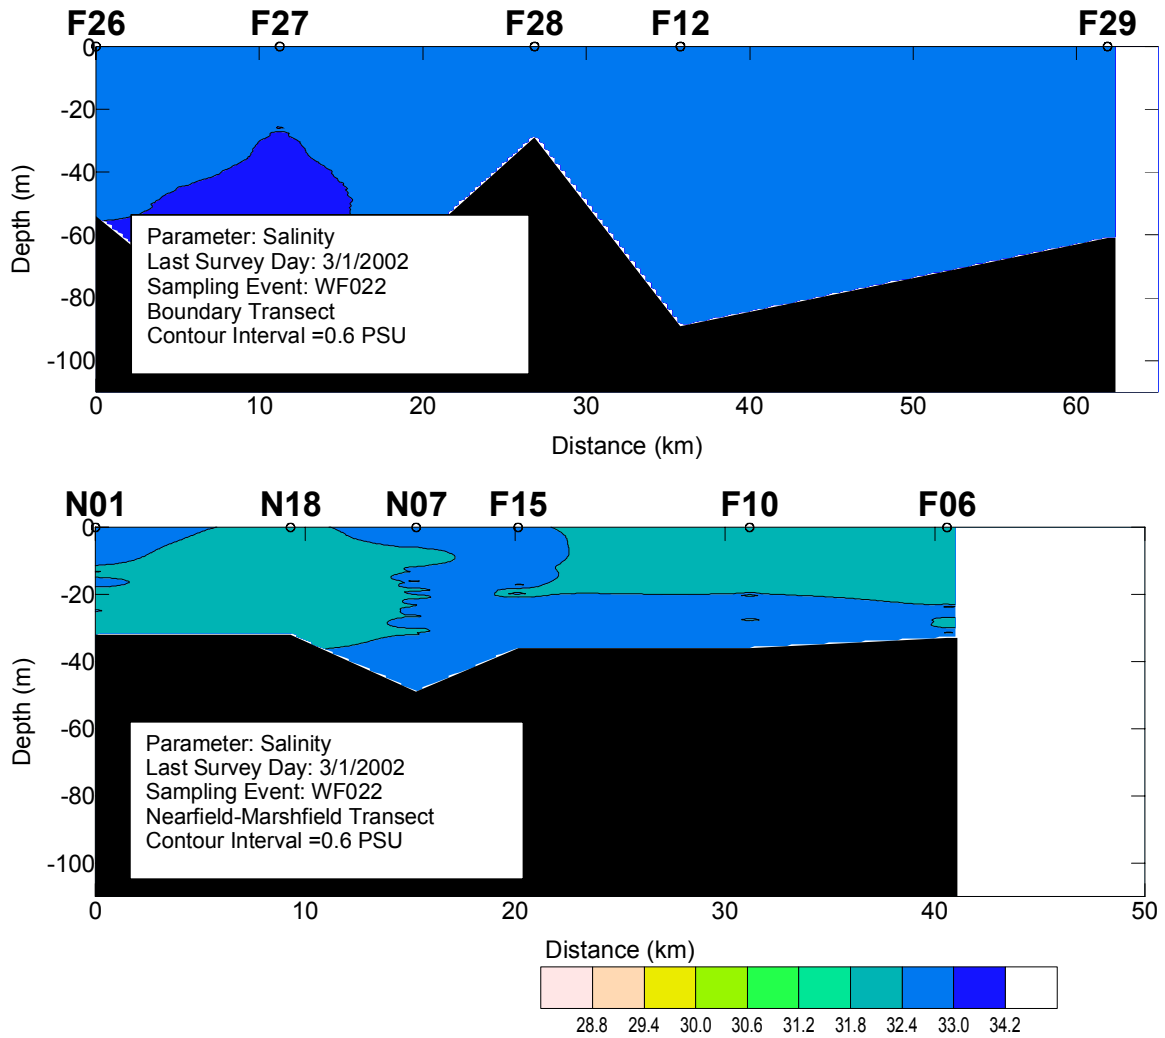 F26 F27 F28 F12 F29
0
-20
-40
-60
-80
-100
Depth (m)
Parameter: Salinity
Last Survey Day: 3/1/2002
Sampling Event: WF022
Boundary Transect
Contour Interval =0.6 PSU
0 10 20 30 40 50 60
Distance (km)
N01 N18 N07 F15 F10 F06
0
-20
-40
-60
-80
-100
Depth (m)
Parameter: Salinity
Last Survey Day: 3/1/2002
Sampling Event: WF022
Nearfield-Marshfield Transect
Contour Interval =0.6 PSU
0 10 20 30 40 50
Distance (km)
28.8 29.4 30.0 30.6 31.2 31.8 32.4 33.0 34.2